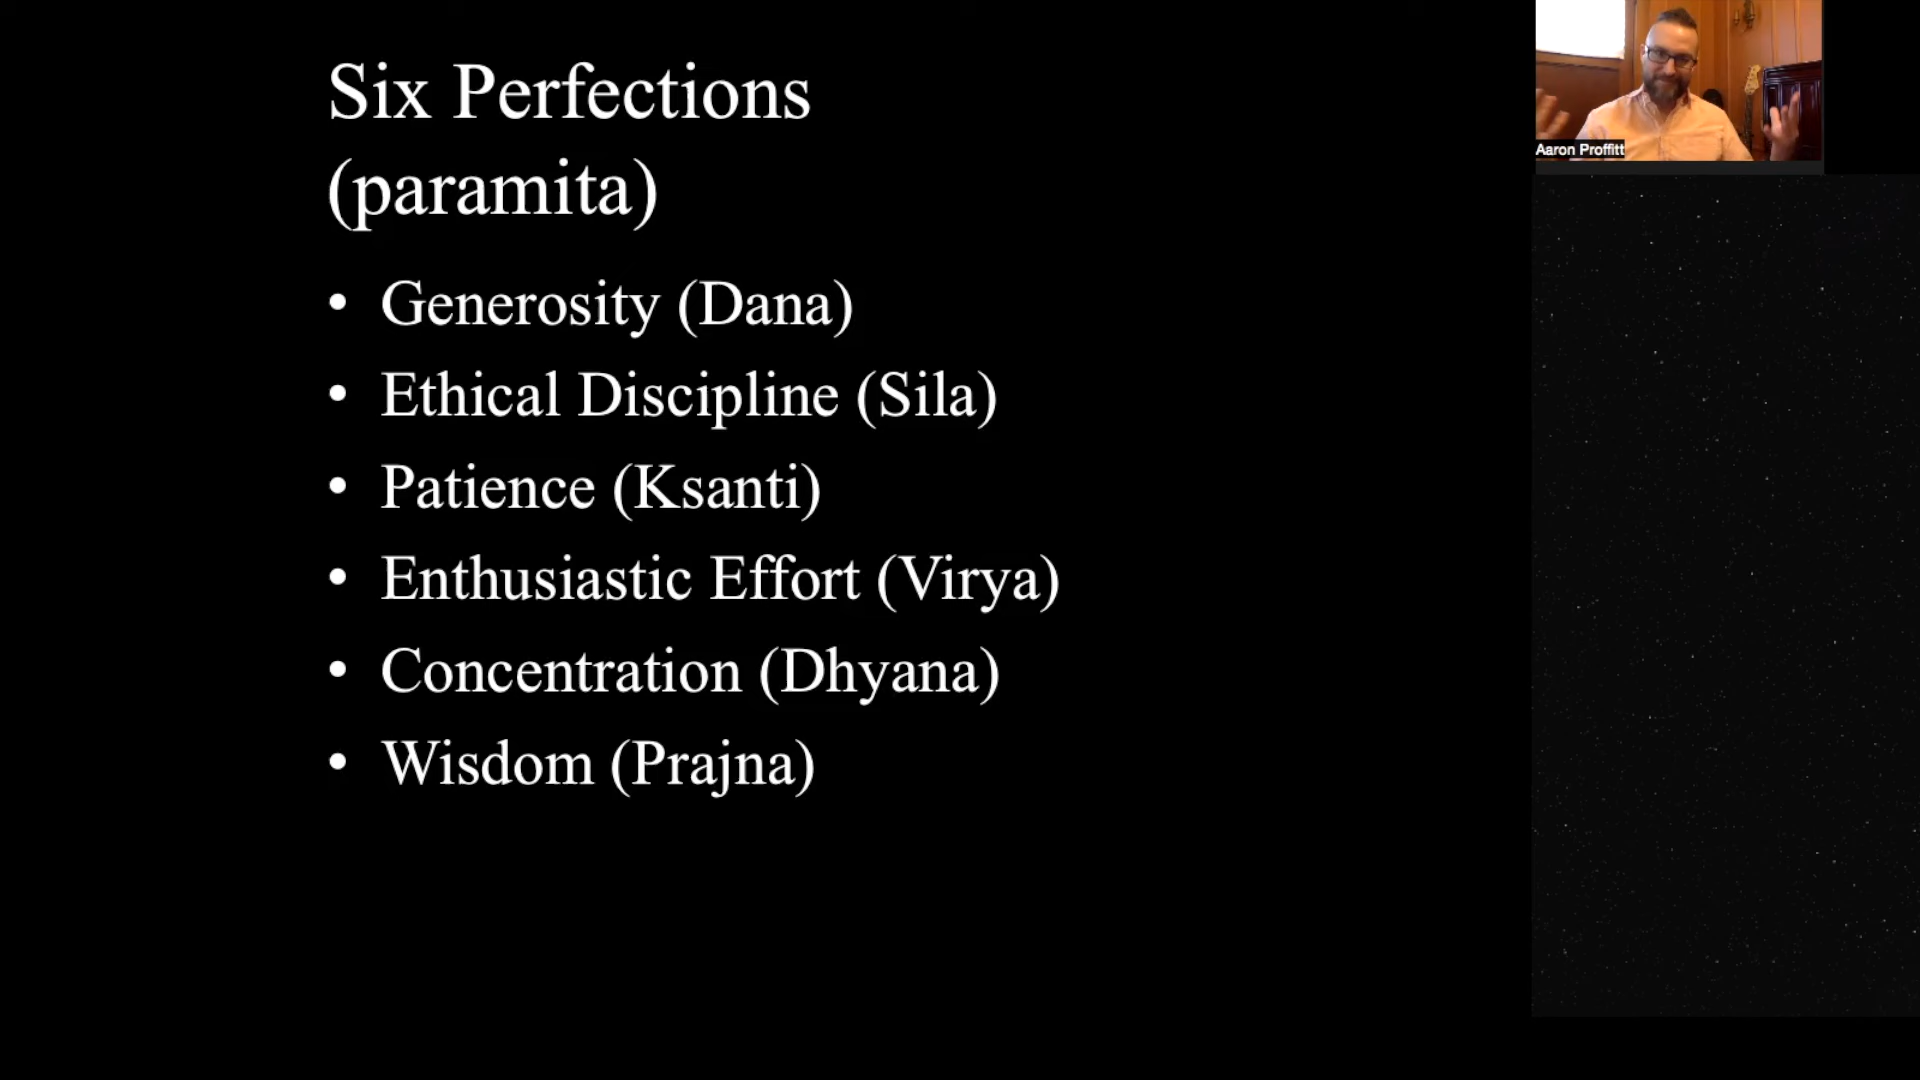 Six Perfections
(paramita)
• Generosity (Dana)
• Ethical Discipline (Sila)
• Patience (Ksanti)
• Enthusiastic Effort (Virya)
• Concentration (Dhyana)
• Wisdom (Prajna)
Aaron Proffitt